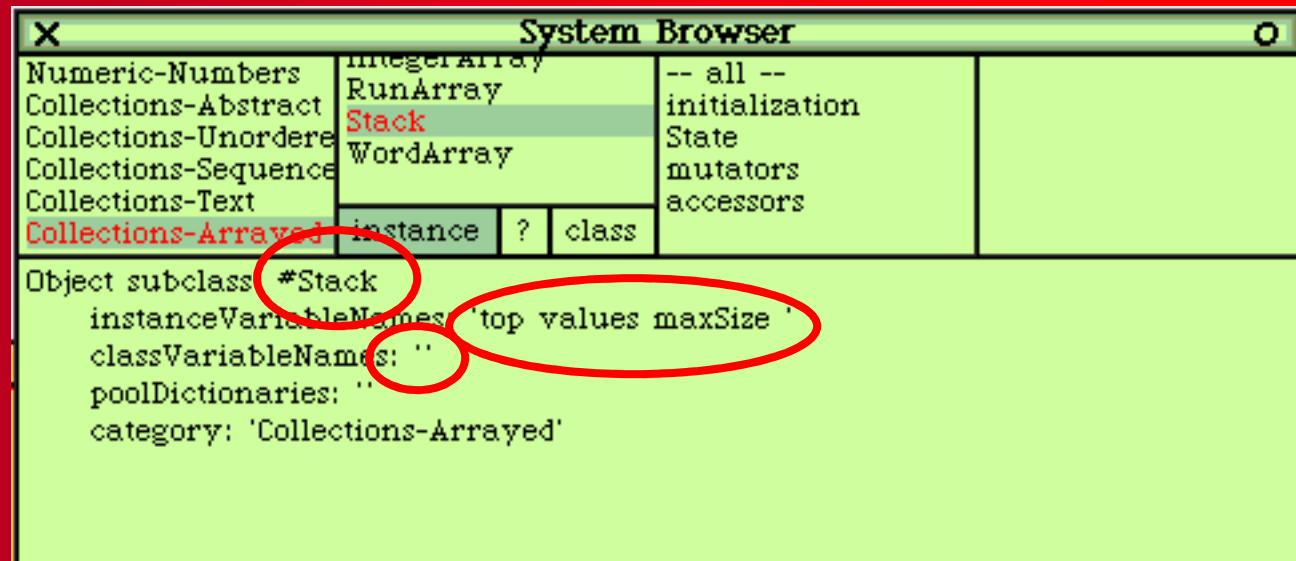 System Browser
Numeric-Numbers
Collections-Abstract
Collections-Unordere
Collections-Sequence
Collections-Text
Collections-Arrayed
IntegerArray
RunArray
Stack
WordArray
instance ? class
-- all --
initialization
State
mutators
accessors
Object subclass: #Stack
instanceVariableNames: 'top values maxSize '
classVariableNames: ''
poolDictionaries: ''
category: 'Collections-Arrayed'